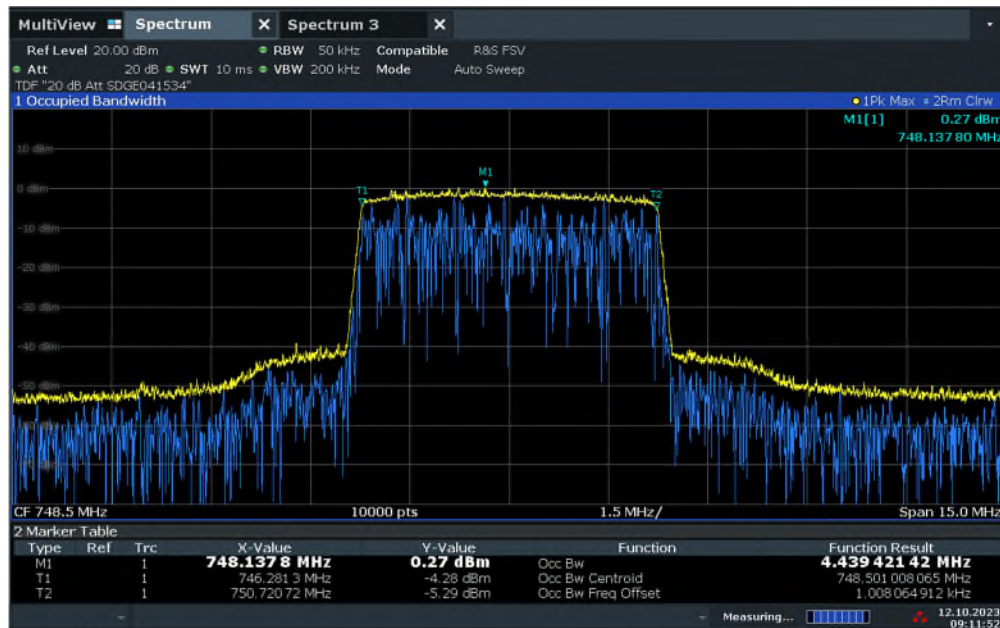 MultiView Spectrum X Spectrum 3 X
Ref Level 20.00 dBm RBW 50 kHz Compatible R&S FSV
Att 20 dB SWT 10 ms VBW 200 kHz Mode Auto Sweep
TDF "20 dB Att SDGE041534"
1 Occupied Bandwidth 1Pk Max 2Rm Clrw
M1[1] 0.27 dBm
748.137 80 MHz
10 dBm
M1
0 dBm
T1 T2
-10 dBm
-20 dBm
-30 dBm
-40 dBm
-50 dBm
CF 748.5 MHz 10000 pts 1.5 MHz/ Span 15.0 MHz
2 Marker Table
Type Ref Trc X-Value Y-Value Function Function Result
M1 1 748.137 8 MHz 0.27 dBm Occ Bw 4.439 421 42 MHz
T1 1 746.281 3 MHz -4.28 dBm Occ Bw Centroid 748.501 008 065 MHz
T2 1 750.720 72 MHz -5.29 dBm Occ Bw Freq Offset 1.008 064 912 kHz
Measuring... 12.10.2023
09:11:52